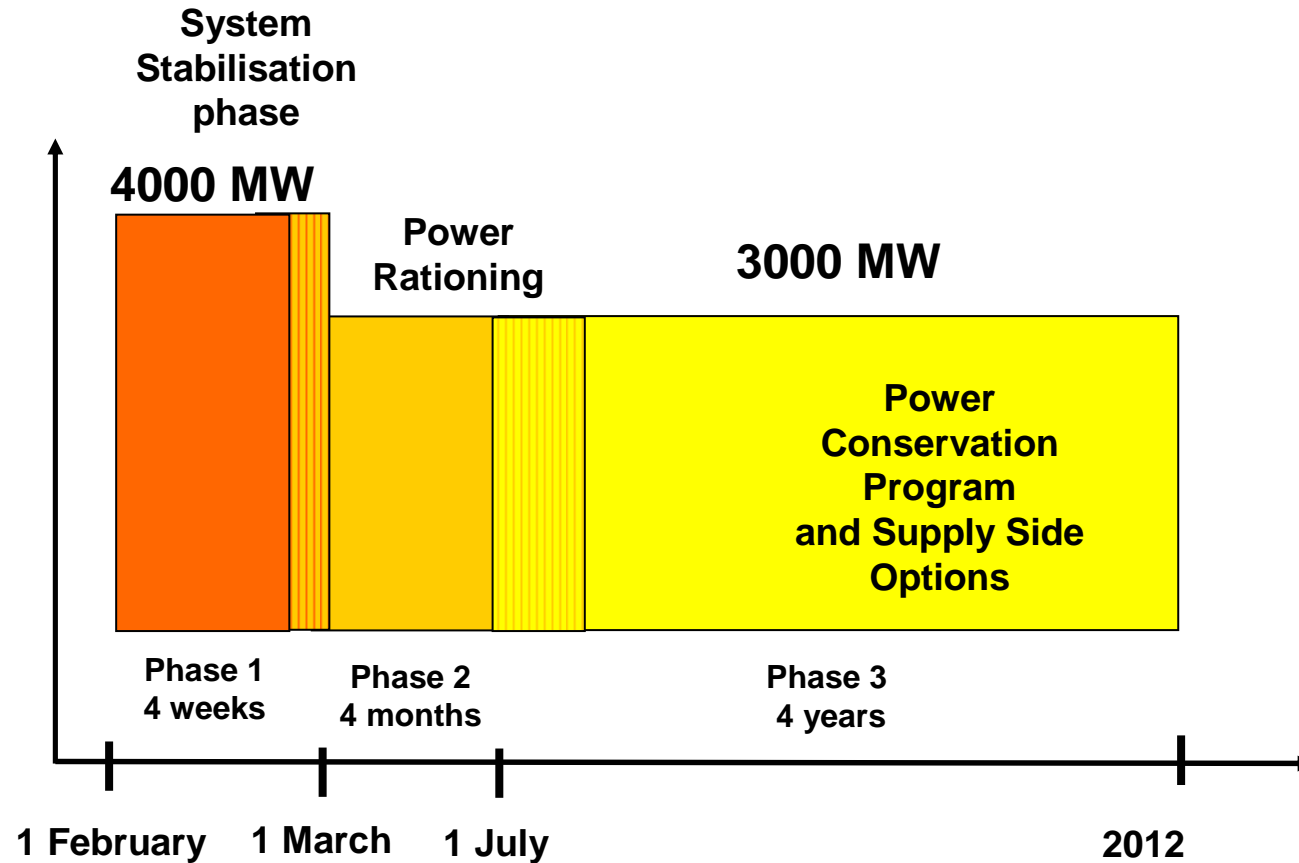 System
Stabilisation
phase
4000 MW
Power
Rationing
3000 MW
Power
Conservation
Program
and Supply Side
Options
Phase 1
4 weeks
Phase 2
4 months
Phase 3
4 years
1 February
1 March
1 July
2012